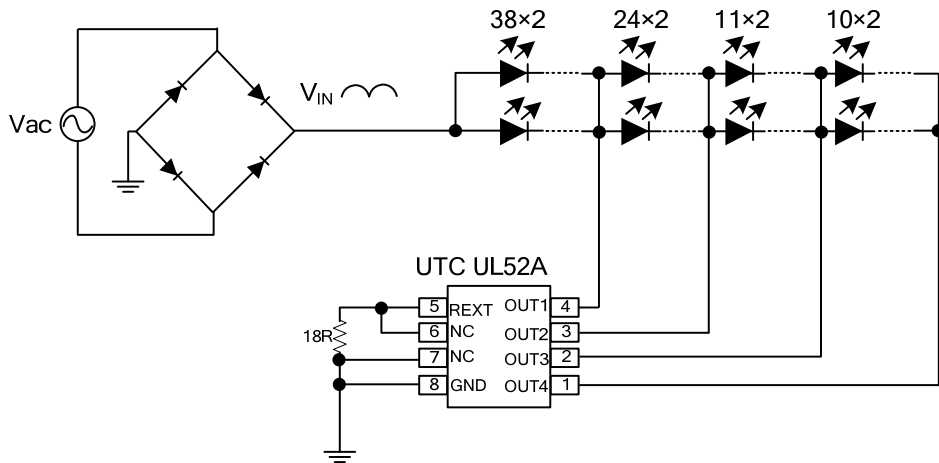 38×2 24×2 11×2 10×2
VIN
Vac
UTC UL52A
5 REXT OUT1 4
6 NC OUT2 3
18R
7 NC OUT3 2
8 GND OUT4 1